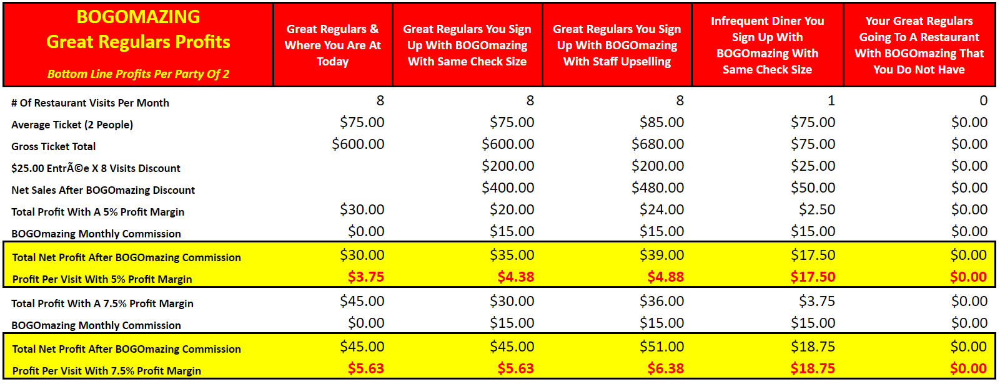 BOGOMAZING
Great Regulars Profits
Bottom Line Profits Per Party Of 2
Great Regulars &
Where You Are At
Today
Great Regulars You Sign
Up With BOGOmazing
With Same Check Size
Great Regulars You Sign
Up With BOGOmazing
With Staff Upselling
Infrequent Diner You
Sign Up With
BOGOmazing With
Same Check Size
Your Great Regulars
Going To A Restaurant
With BOGOmazing That
You Do Not Have
# Of Restaurant Visits Per Month 8 8 8 1 0
Average Ticket (2 People) $75.00 $75.00 $85.00 $75.00 $0.00
Gross Ticket Total $600.00 $600.00 $680.00 $75.00 $0.00
$25.00 EntrÃ©e X 8 Visits Discount $200.00 $200.00 $25.00 $0.00
Net Sales After BOGOmazing Discount $400.00 $480.00 $50.00 $0.00
Total Profit With A 5% Profit Margin $30.00 $20.00 $24.00 $2.50 $0.00
BOGOmazing Monthly Commission $0.00 $15.00 $15.00 $15.00 $0.00
Total Net Profit After BOGOmazing Commission $30.00 $35.00 $39.00 $17.50 $0.00
Profit Per Visit With 5% Profit Margin $3.75 $4.38 $4.88 $17.50 $0.00
Total Profit With A 7.5% Profit Margin $45.00 $30.00 $36.00 $3.75 $0.00
BOGOmazing Monthly Commission $0.00 $15.00 $15.00 $15.00 $0.00
Total Net Profit After BOGOmazing Commission $45.00 $45.00 $51.00 $18.75 $0.00
Profit Per Visit With 7.5% Profit Margin $5.63 $5.63 $6.38 $18.75 $0.00